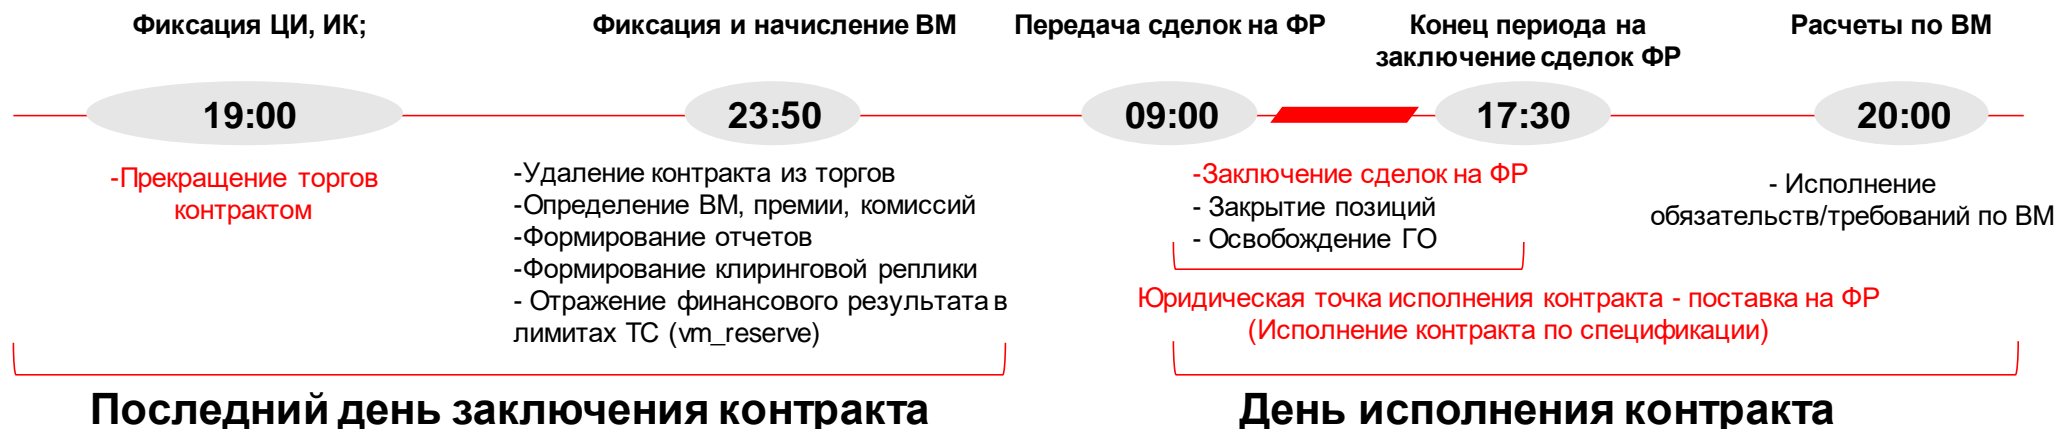 Фиксация ЦИ, ИК;
Фиксация и начисление ВМ
Передача сделок на ФР
Конец периода на
заключение сделок ФР
Расчеты по ВМ
19:00
23:50
09:00
17:30
20:00
-Прекращение торгов
контрактом
-Удаление контракта из торгов
-Определение ВМ, премии, комиссий
-Формирование отчетов
-Формирование клиринговой реплики
- Отражение финансового результата в
лимитах ТС (vm_reserve)
-Заключение сделок на ФР
- Закрытие позиций
- Освобождение ГО
- Исполнение
обязательств/требований по ВМ
Юридическая точка исполнения контракта - поставка на ФР
(Исполнение контракта по спецификации)
Последний день заключения контракта
День исполнения контракта